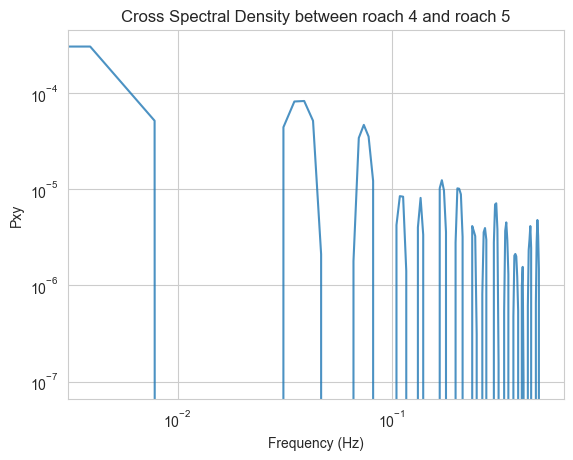 Cross Spectral Density between roach 4 and roach 5
Pxy
10⁻⁴
10⁻⁵
10⁻⁶
10⁻⁷
10⁻² 10⁻¹
Frequency (Hz)